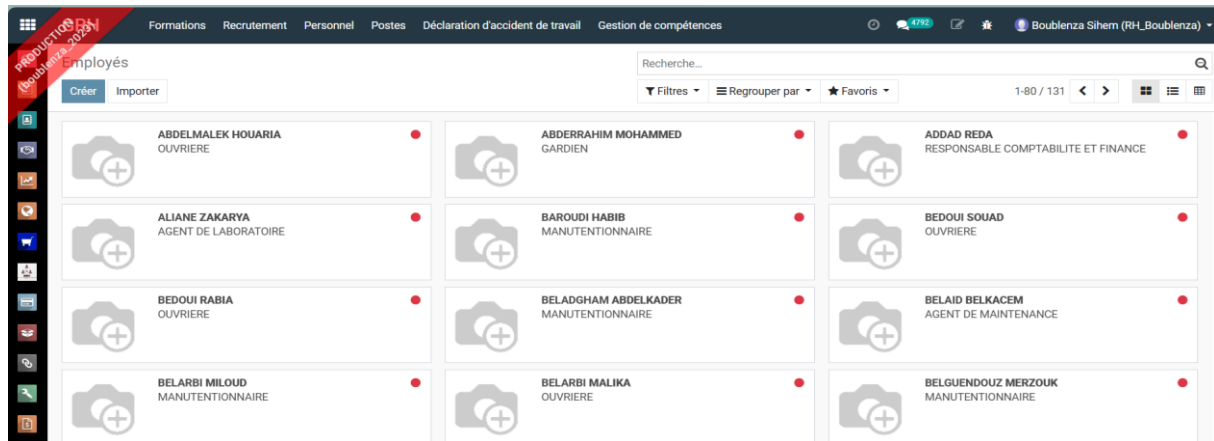 GRH Formations Recrutement Personnel Postes Déclaration d'accident de travail Gestion de compétences 4792 Boublenza Sihem (RH_Boublenza)
PRODUCTION
(boublenza_2023)
Employés
Recherche...
Créer Importer Filtres Regrouper par Favoris 1-80 / 131
ABDELMALEK HOUARIA
OUVRIERE
ABDERRAHIM MOHAMMED
GARDIEN
ADDAD REDA
RESPONSABLE COMPTABILITE ET FINANCE
ALIANE ZAKARYA
AGENT DE LABORATOIRE
BAROUDI HABIB
MANUTENTIONNAIRE
BEDOUI SOUAD
OUVRIERE
BEDOUI RABIA
OUVRIERE
BELADGHAM ABDELKADER
MANUTENTIONNAIRE
BELAID BELKACEM
AGENT DE MAINTENANCE
BELARBI MILOUD
MANUTENTIONNAIRE
BELARBI MALIKA
OUVRIERE
BELGUENDOUZ MERZOUK
MANUTENTIONNAIRE